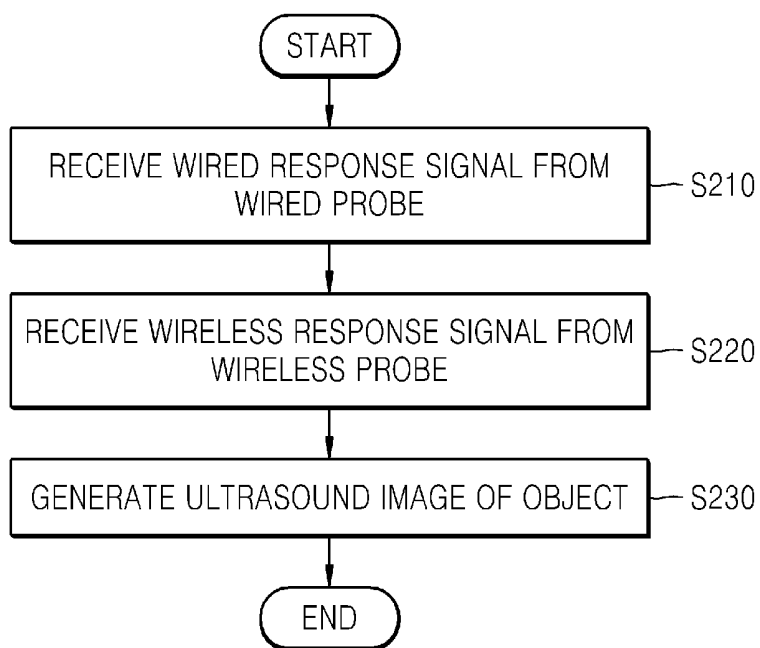 START
RECEIVE WIRED RESPONSE SIGNAL FROM
WIRED PROBE
S210
RECEIVE WIRELESS RESPONSE SIGNAL FROM
WIRELESS PROBE
S220
GENERATE ULTRASOUND IMAGE OF OBJECT
S230
END